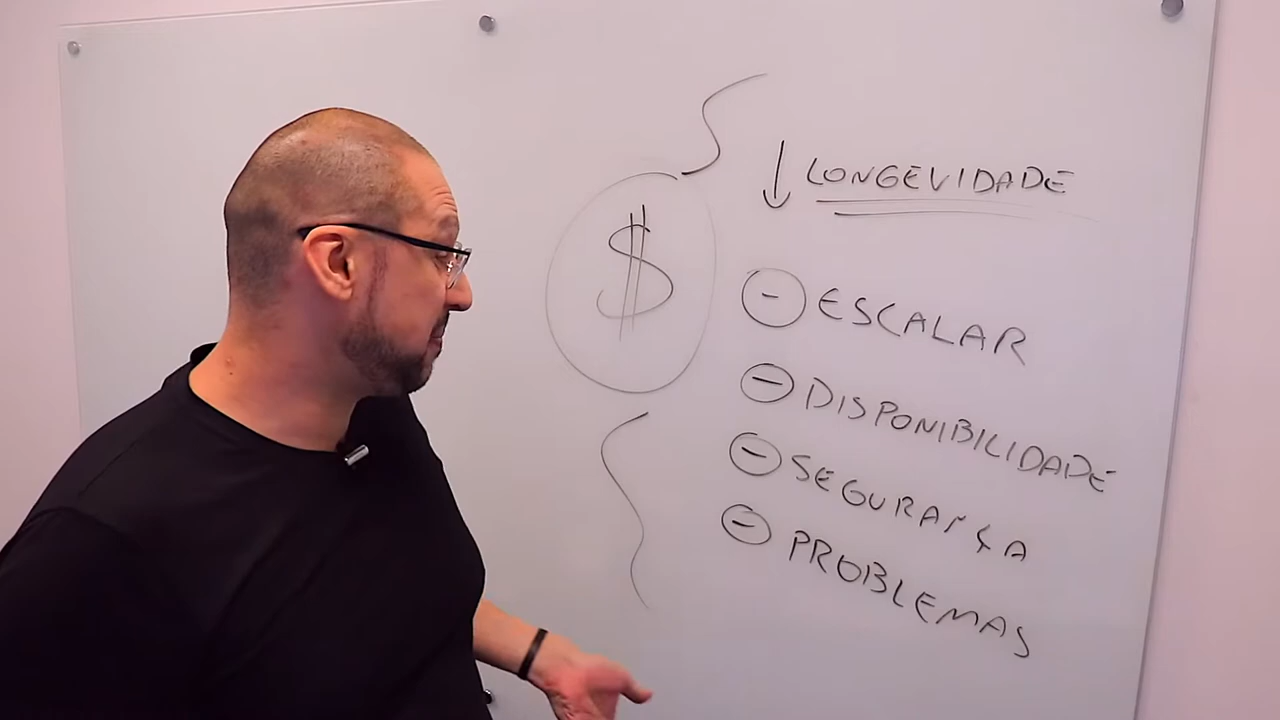 ↓ LONGEVIDADE
$
- ESCALAR
- DISPONIBILIDADE
- SEGURANÇA
- PROBLEMAS